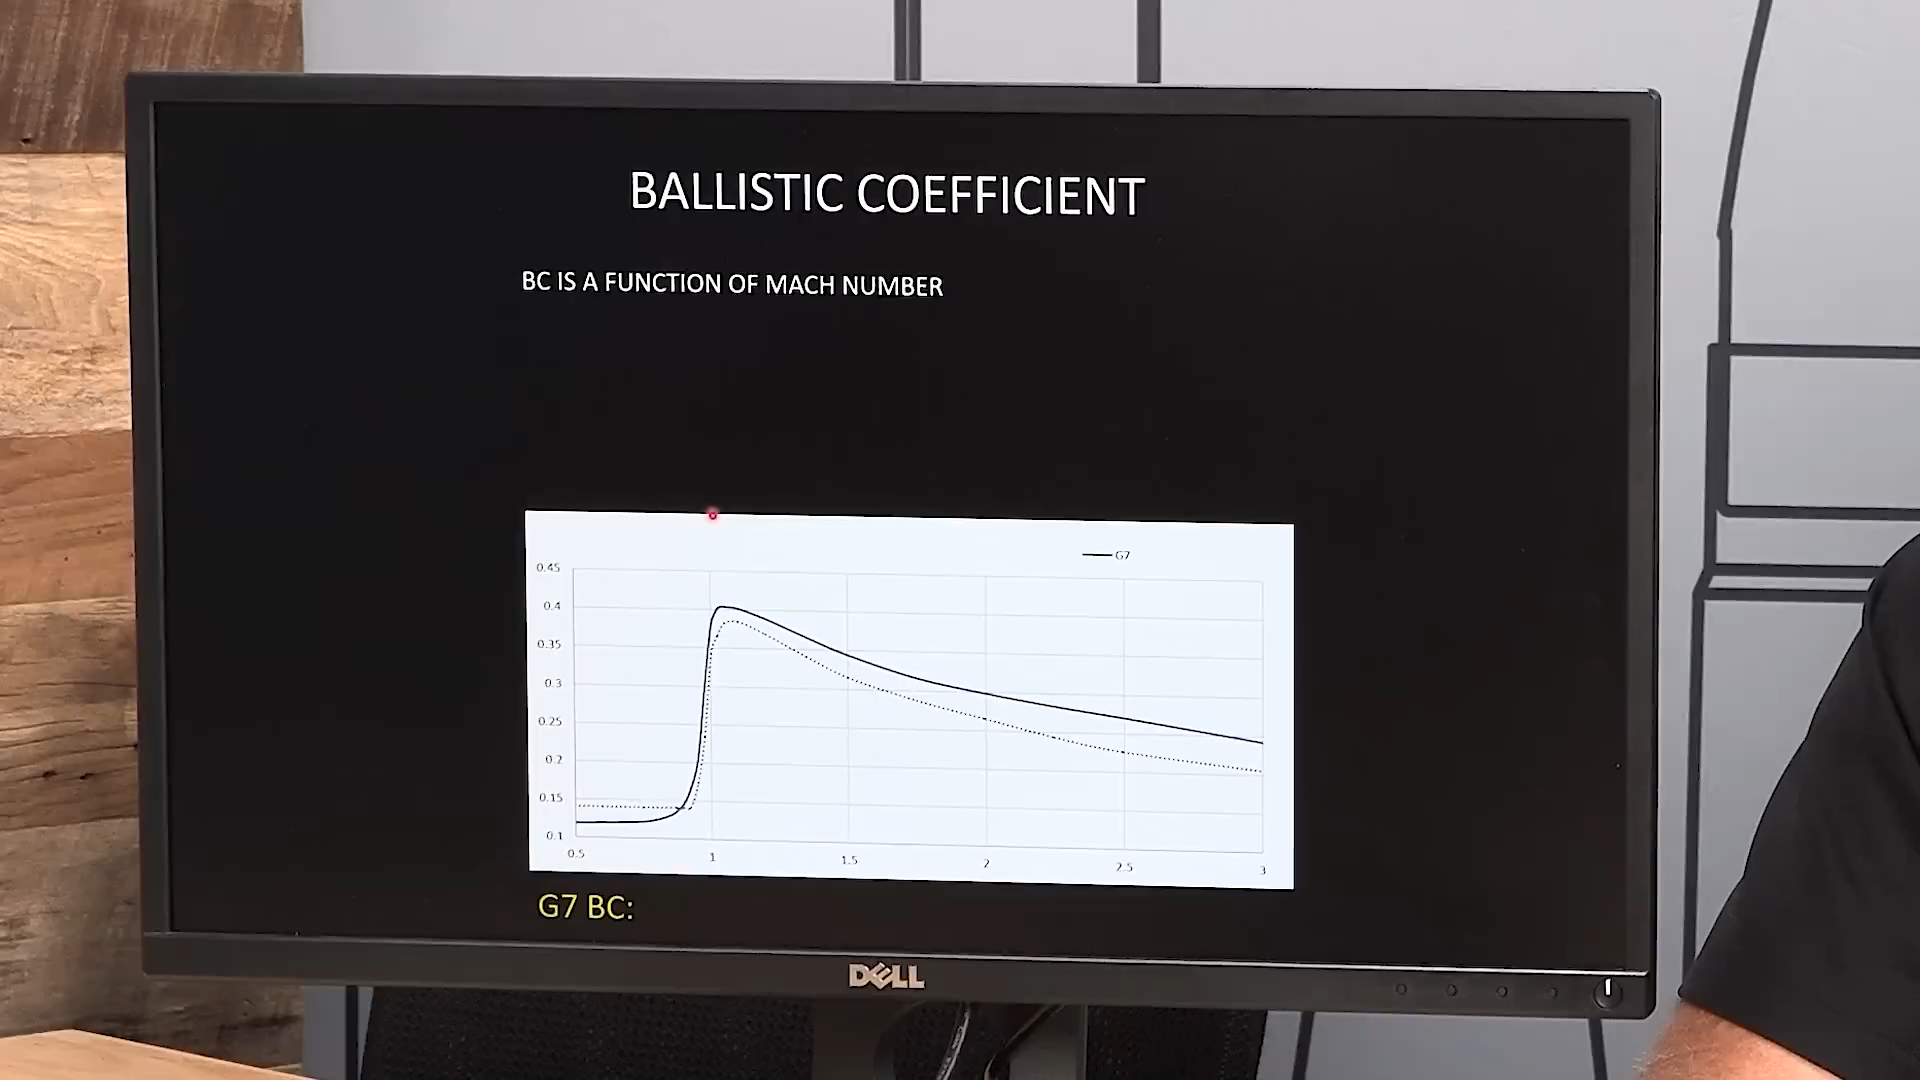 BALLISTIC COEFFICIENT
BC IS A FUNCTION OF MACH NUMBER
G7
0.45
0.4
0.35
0.3
0.25
0.2
0.15
0.1
0.5 1 1.5 2 2.5 3
G7 BC:
DELL